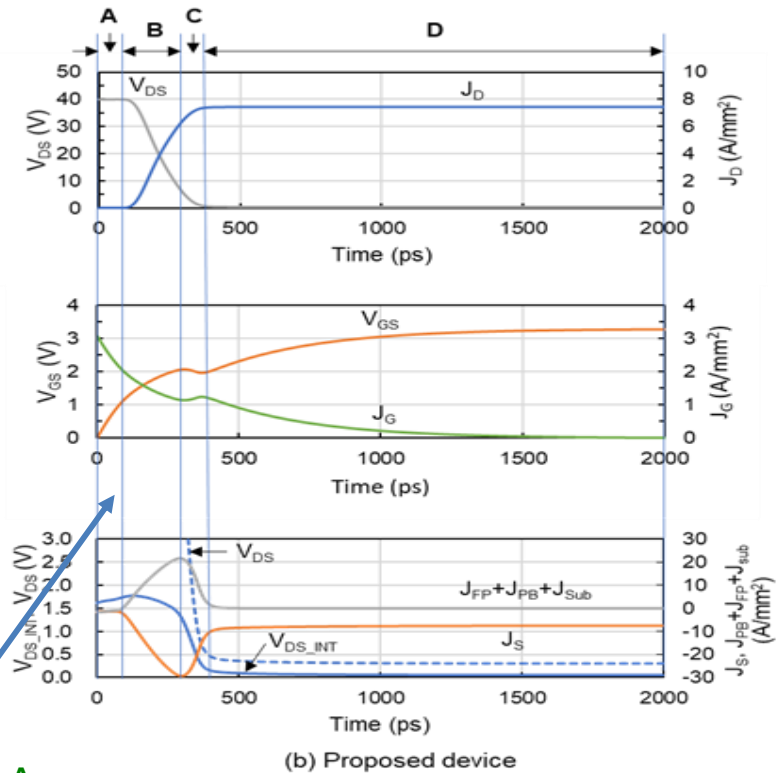 A B C D
50 10
40 8
30 6
20 4
10 2
0 0
V_DS (V)
V_DS
J_D
J_D (A/mm²)
0 500 1000 1500 2000
Time (ps)
4 4
3 3
2 2
1 1
0 0
V_GS (V)
V_GS
J_G
J_G (A/mm²)
0 500 1000 1500 2000
Time (ps)
3.0 30
2.5 20
2.0 10
1.5 0
1.0 -10
0.5 -20
0.0 -30
V_DS_INT V_DS (V)
V_DS
J_FP+J_PB+J_Sub
V_DS_INT
J_S
J_S, J_PB+J_FP+J_sub
(A/mm²)
0 500 1000 1500 2000
Time (ps)
(b) Proposed device